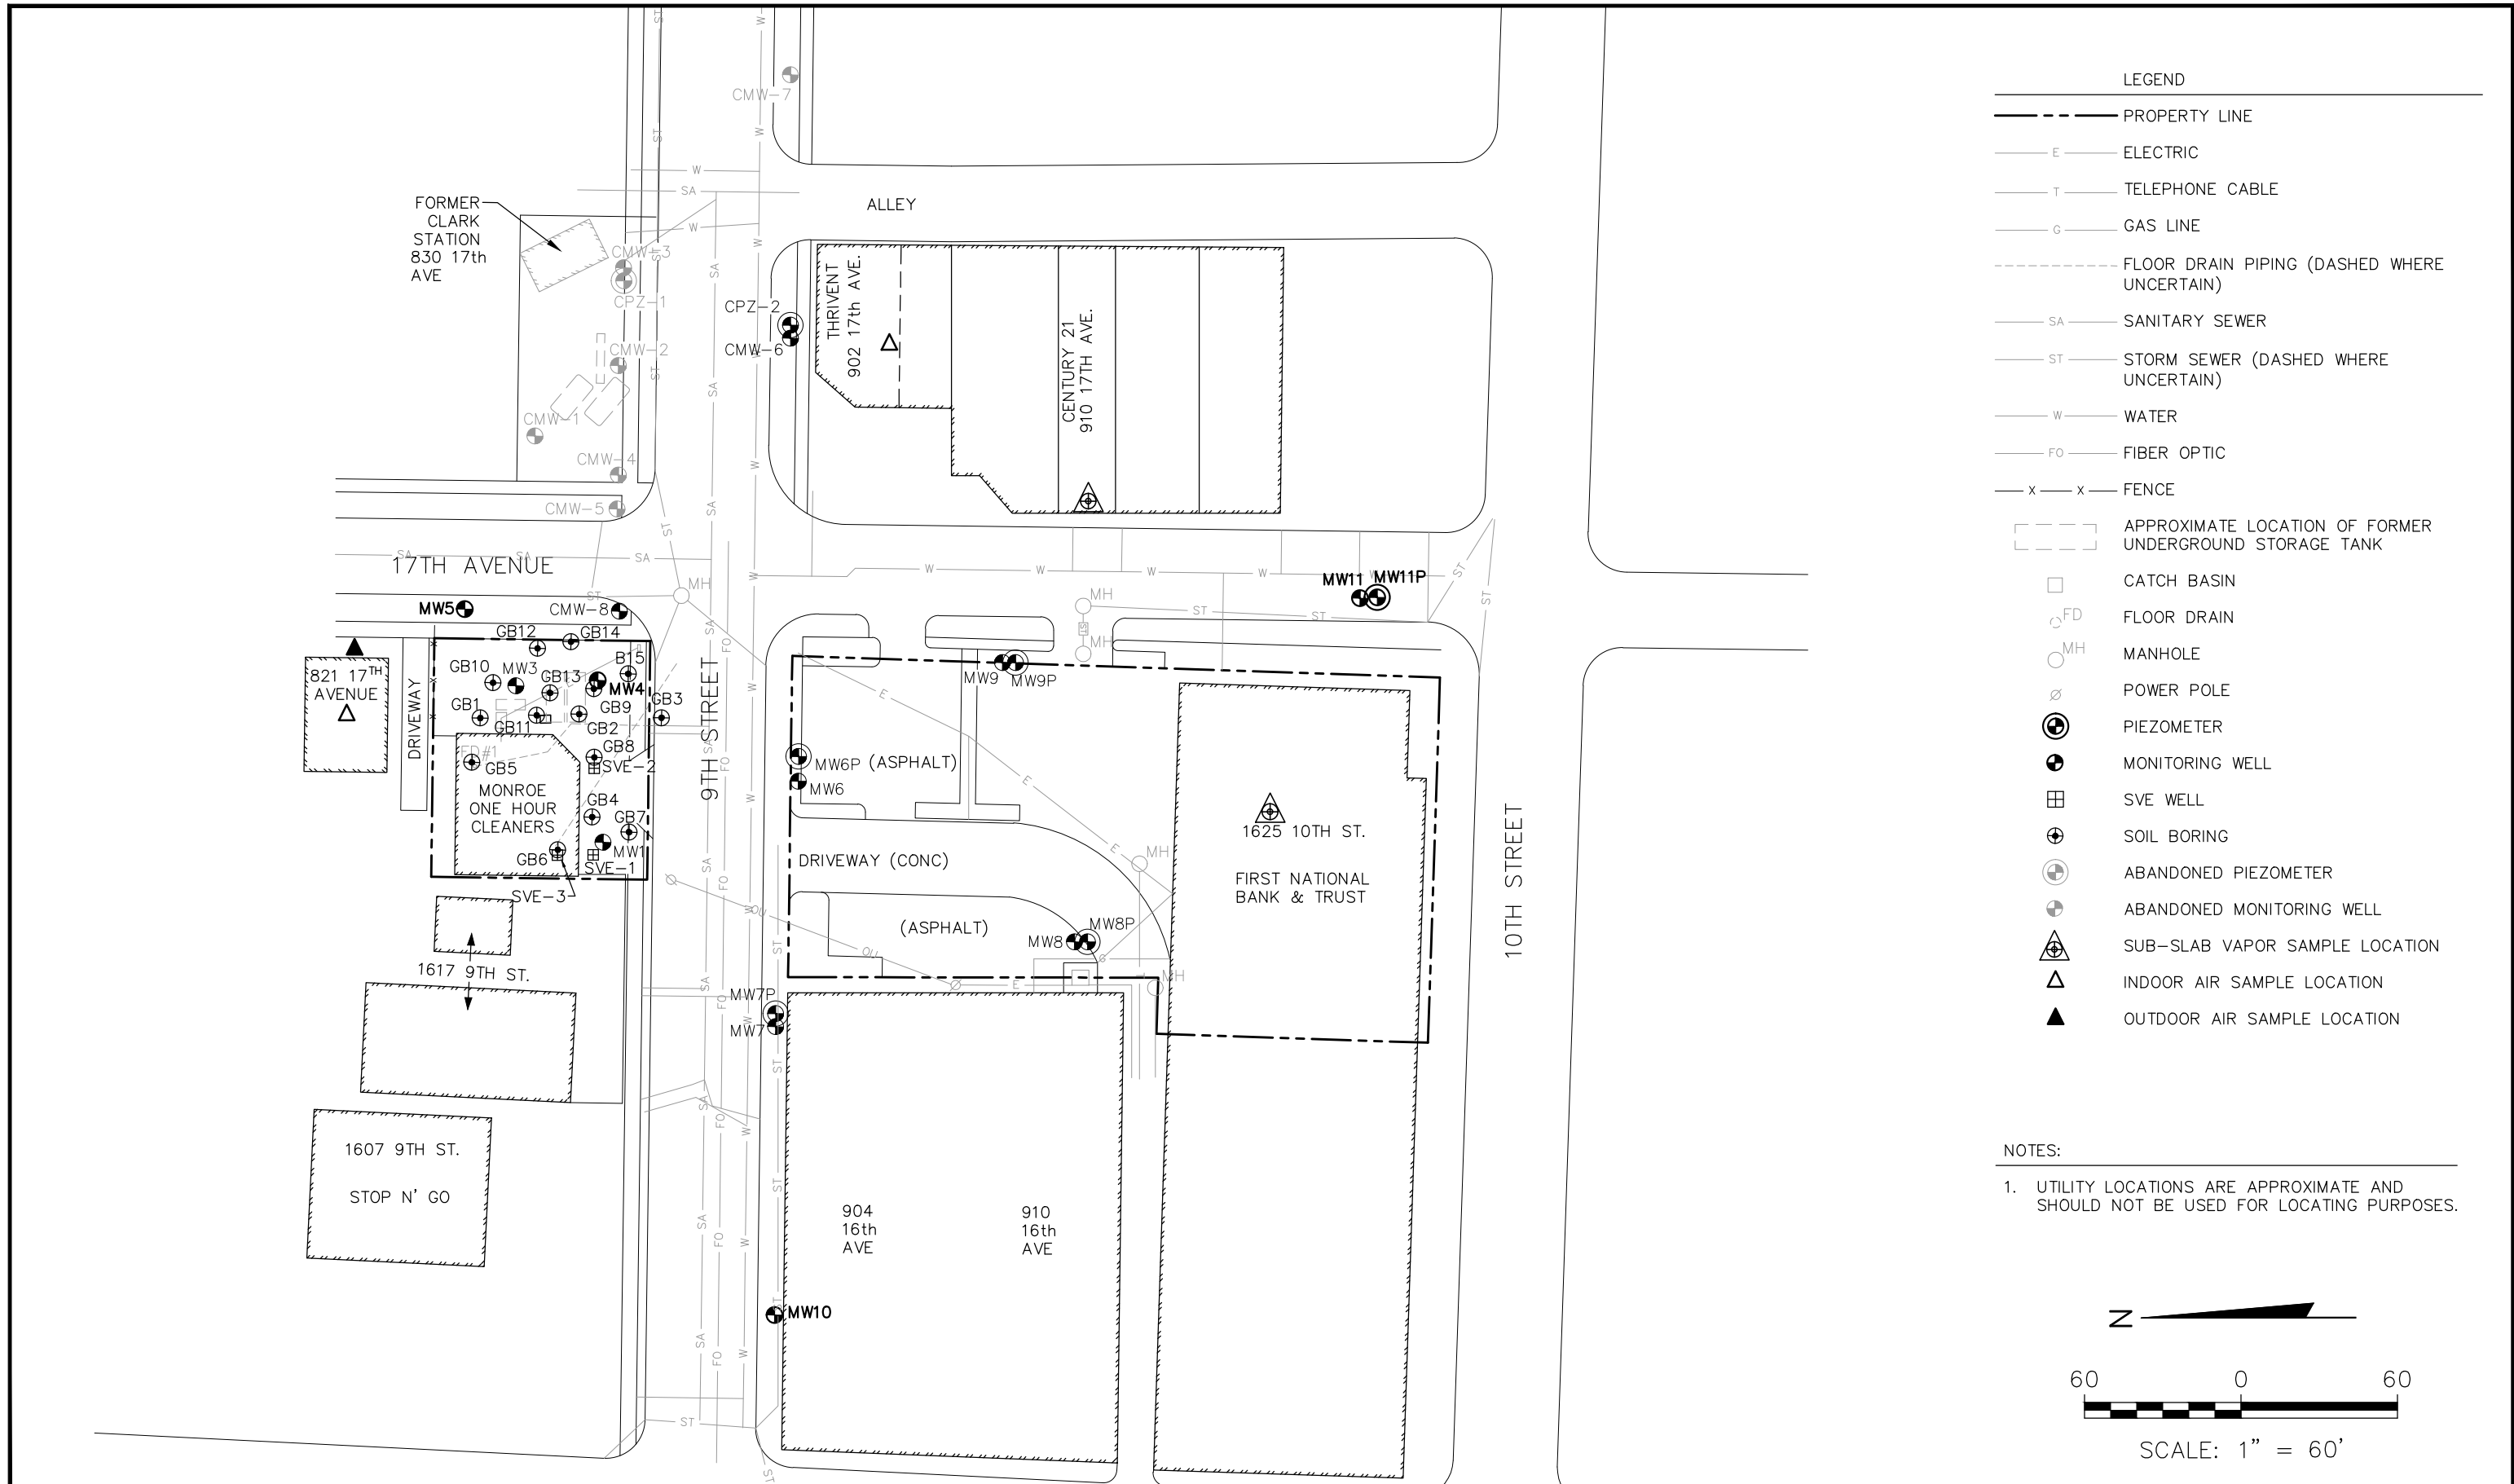 CMW-7
ALLEY
FORMER
CLARK
STATION
830 17th
AVE
CMW-3
CPZ-1
CPZ-2
CMW-6
THRIVENT
902 17th AVE.
CENTURY 21
910 17TH AVE.
CMW-2
CMW-1
CMW-4
CMW-5
17TH AVENUE
MH
MH
MH
MW11
MW11P
MW5
CMW-8
GB12
GB14
GB10
MW3
GB13
B15
MW4
GB1
GB11
GB9
GB2
GB3
FD#1
GB5
GB8
SVE-2
GB4
GB7
MW1
GB6
SVE-1
SVE-3
821 17TH
AVENUE
DRIVEWAY
MONROE
ONE HOUR
CLEANERS
9TH STREET
MW9
MW9P
MW6P
(ASPHALT)
MW6
DRIVEWAY (CONC)
(ASPHALT)
MW8
MW8P
MH
MH
1625 10TH ST.
FIRST NATIONAL
BANK & TRUST
10TH STREET
1617 9TH ST.
MW7P
MW7
1607 9TH ST.
STOP N' GO
904
16th
AVE
910
16th
AVE
MW10
ST
SA
W
FO
E
OU
LEGEND
PROPERTY LINE
E ELECTRIC
T TELEPHONE CABLE
G GAS LINE
FLOOR DRAIN PIPING (DASHED WHERE
UNCERTAIN)
SA SANITARY SEWER
ST STORM SEWER (DASHED WHERE
UNCERTAIN)
W WATER
FO FIBER OPTIC
X X FENCE
APPROXIMATE LOCATION OF FORMER
UNDERGROUND STORAGE TANK
CATCH BASIN
FD FLOOR DRAIN
MH MANHOLE
POWER POLE
PIEZOMETER
MONITORING WELL
SVE WELL
SOIL BORING
ABANDONED PIEZOMETER
ABANDONED MONITORING WELL
SUB-SLAB VAPOR SAMPLE LOCATION
INDOOR AIR SAMPLE LOCATION
OUTDOOR AIR SAMPLE LOCATION
NOTES:
1. UTILITY LOCATIONS ARE APPROXIMATE AND
SHOULD NOT BE USED FOR LOCATING PURPOSES.
N
60 0 60
SCALE: 1" = 60'